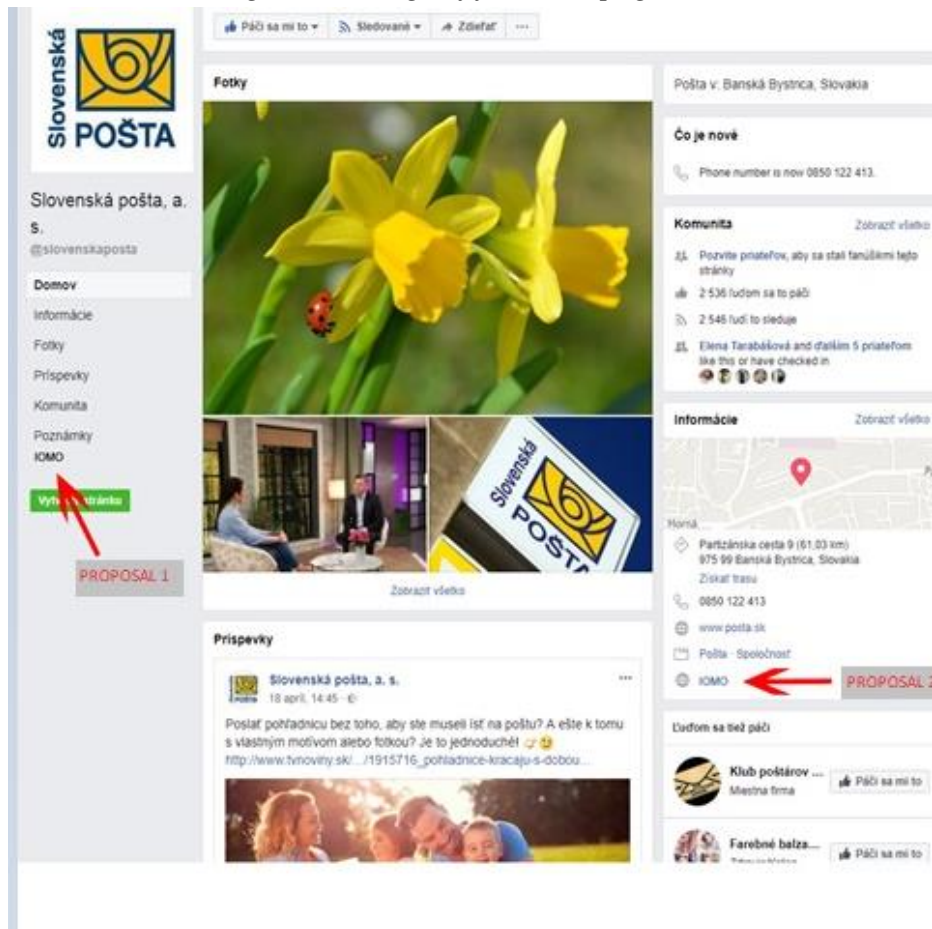 Páči sa mi to
Sledované
Zdieľať
Slovenská
POŠTA
Slovenská pošta, a.
s.
@slovenskaposta
Domov
Informácie
Fotky
Príspevky
Komunita
Poznámky
IOMO
PROPOSAL 1
Fotky
Slovenská
POŠTA
Zobraziť všetko
Príspevky
Slovenská pošta, a. s.
18 apríl, 14:45
Poslať pohľadnicu bez toho, aby ste museli ísť na poštu? A ešte k tomu
s vlastným motívom alebo fotkou? Je to jednoduché!
http://www.tvnoviny.sk/.../1915716_pohladnice-kracaju-s-dobou...
Pošta v: Banská Bystrica, Slovakia
Čo je nové
Phone number is now 0850 122 413.
Komunita Zobraziť všetko
Pozvite priateľov, aby sa stali fanúšikmi tejto
stránky
2 536 ľuďom sa to páči
2 546 ľudí to sleduje
Elena Tarabášová and ďalším 5 priateľom
like this or have checked in
Informácie Zobraziť všetko
Horná
Partizánska cesta 9 (61,03 km)
975 99 Banská Bystrica, Slovakia
Získať trasu
0850 122 413
www.posta.sk
Pošta · Spoločnosť
IOMO
PROPOSAL 2
Ľuďom sa tiež páči
Klub poštárov ...
Miestna firma
Páči sa mi to
Farebné balza...
Páči sa mi to